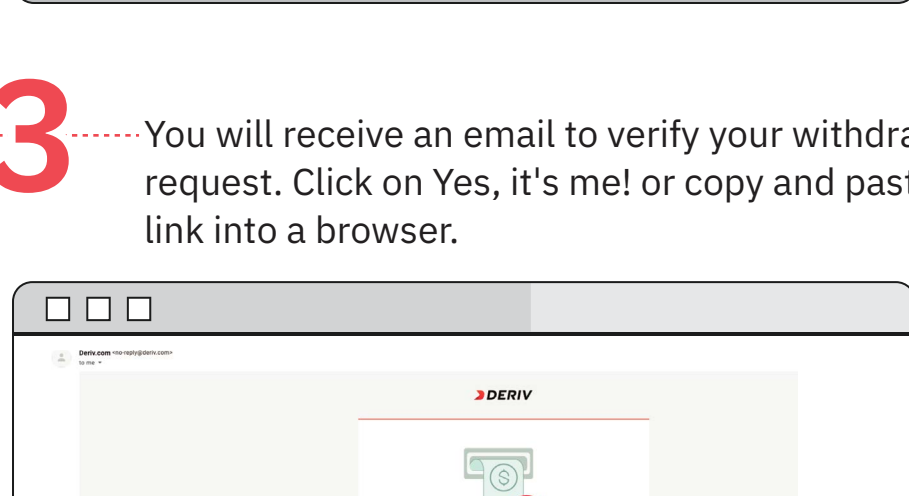 3
You will receive an email to verify your withdra
request. Click on Yes, it's me! or copy and past
link into a browser.
Deriv.com <no-reply@deriv.com>
to me
DERIV
$